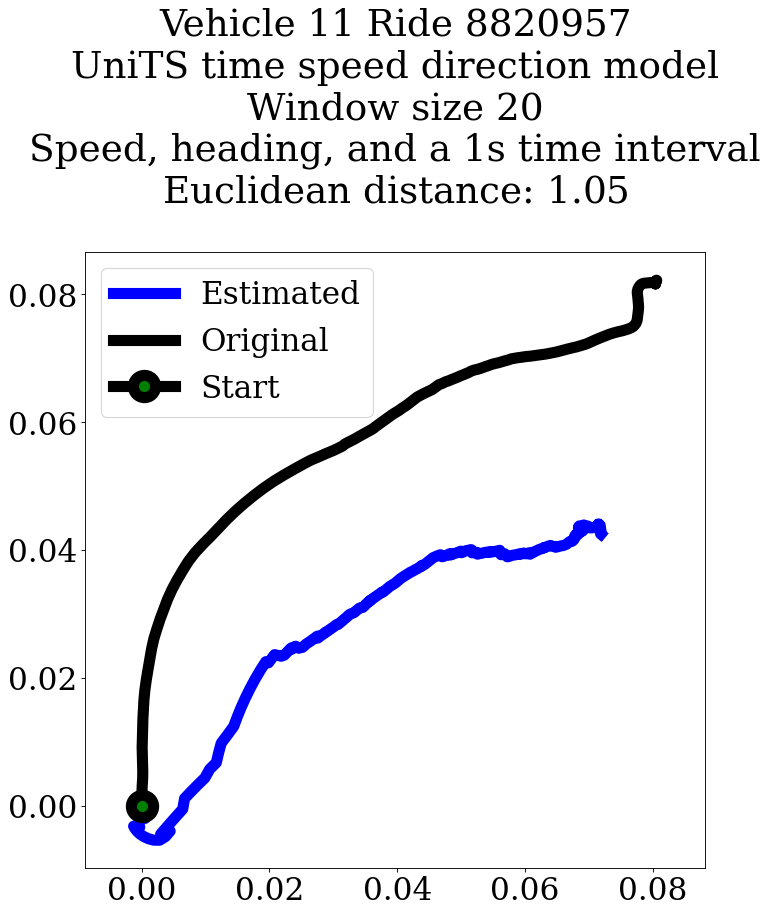 Vehicle 11 Ride 8820957
UniTS time speed direction model
Window size 20
Speed, heading, and a 1s time interval
Euclidean distance: 1.05
Estimated
Original
Start
0.08
0.06
0.04
0.02
0.00
0.00 0.02 0.04 0.06 0.08